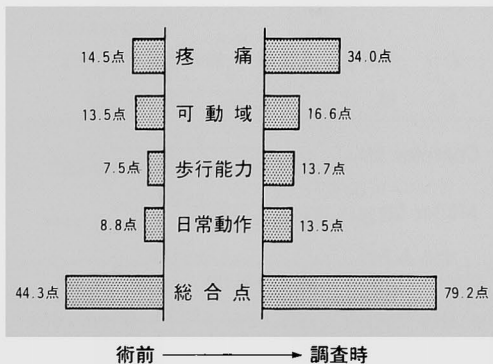 14.5点 疼痛 34.0点
13.5点 可動域 16.6点
7.5点 歩行能力 13.7点
8.8点 日常動作 13.5点
44.3点 総合点 79.2点
術前 → 調査時